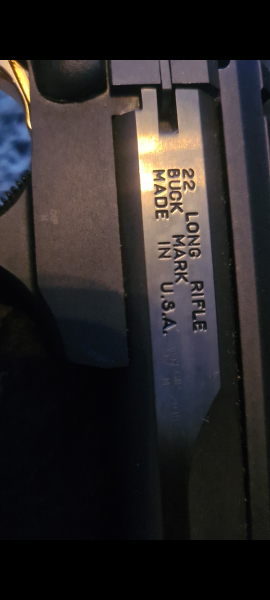 22 LONG RIFLE
BUCK MARK
MADE IN U.S.A.